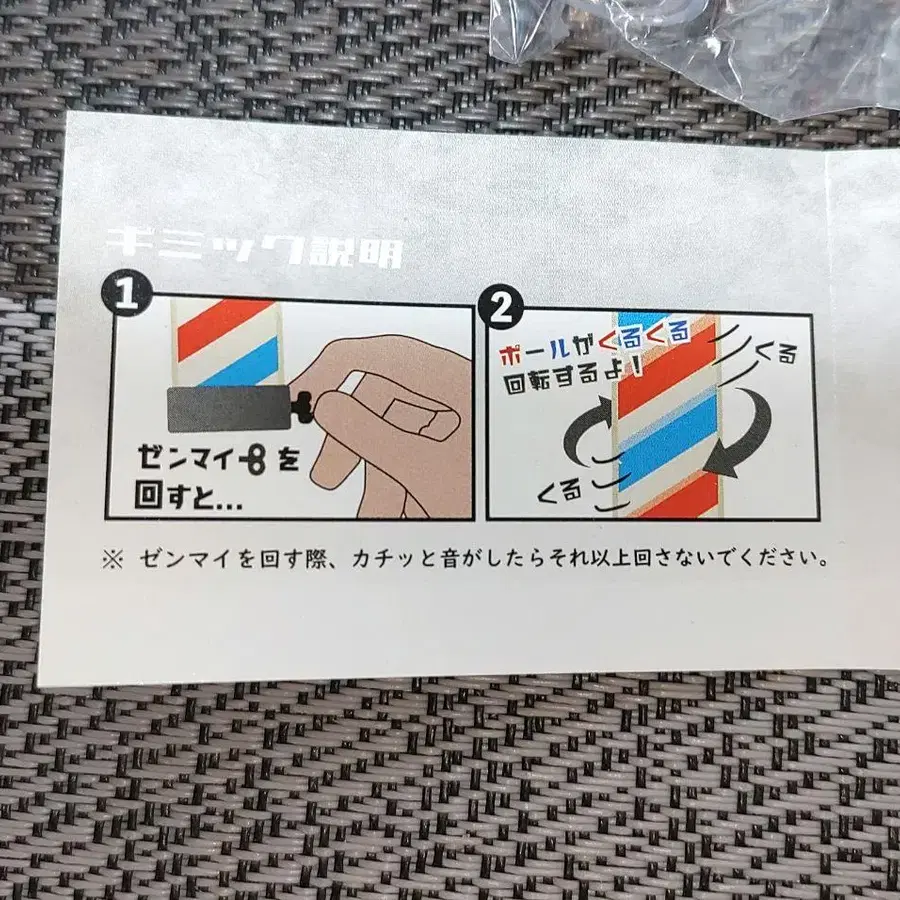 ギミック説明
1
ゼンマイを
回すと...
2
ポールがくるくる
回転するよ!
くる
くる
※ ゼンマイを回す際、カチッと音がしたらそれ以上回さないでください。